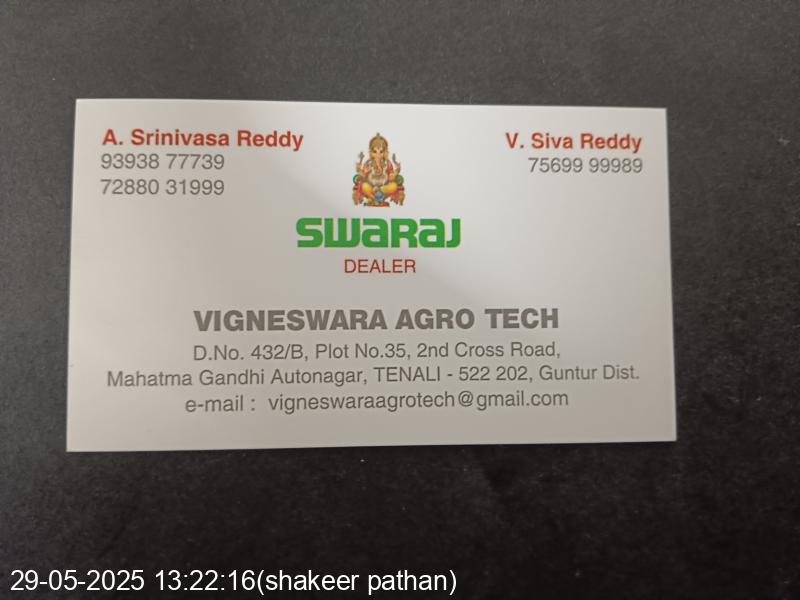 A. Srinivasa Reddy
93938 77739
72880 31999
V. Siva Reddy
75699 99989
SWARAJ
DEALER
VIGNESWARA AGRO TECH
D.No. 432/B, Plot No.35, 2nd Cross Road,
Mahatma Gandhi Autonagar, TENALI - 522 202, Guntur Dist.
e-mail : vigneswaraagrotech@gmail.com
29-05-2025 13:22:16(shakeer pathan)